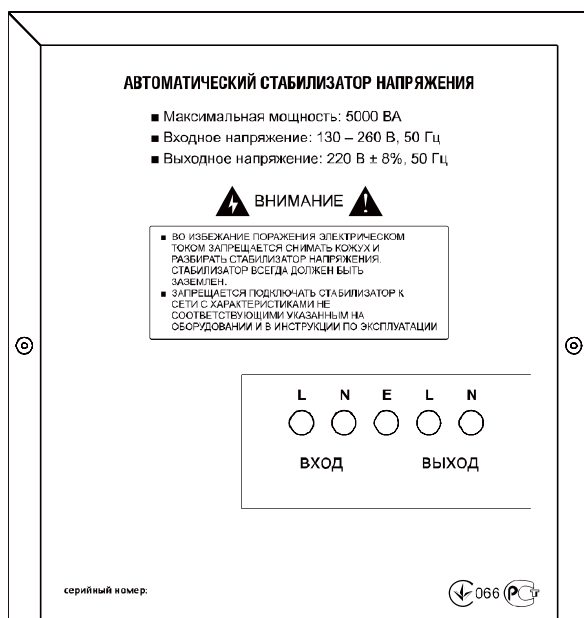 АВТОМАТИЧЕСКИЙ СТАБИЛИЗАТОР НАПРЯЖЕНИЯ
■ Максимальная мощность: 5000 ВА
■ Входное напряжение: 130 – 260 В, 50 Гц
■ Выходное напряжение: 220 В ± 8%, 50 Гц
ВНИМАНИЕ
■ ВО ИЗБЕЖАНИЕ ПОРАЖЕНИЯ ЭЛЕКТРИЧЕСКОМ
ТОКОМ ЗАПРЕЩАЕТСЯ СНИМАТЬ КОЖУХ И
РАЗБИРАТЬ СТАБИЛИЗАТОР НАПРЯЖЕНИЯ.
СТАБИЛИЗАТОР ВСЕГДА ДОЛЖЕН БЫТЬ
ЗАЗЕМЛЕН.
■ ЗАПРЕЩАЕТСЯ ПОДКЛЮЧАТЬ СТАБИЛИЗАТОР К
СЕТИ С ХАРАКТЕРИСТИКАМИ НЕ
СООТВЕТСТВУЮЩИМИ УКАЗАННЫМ НА
ОБОРУДОВАНИИ И В ИНСТРУКЦИИ ПО ЭКСПЛУАТАЦИИ
L N E L N
ВХОД ВЫХОД
серийный номер:
066 РСТ